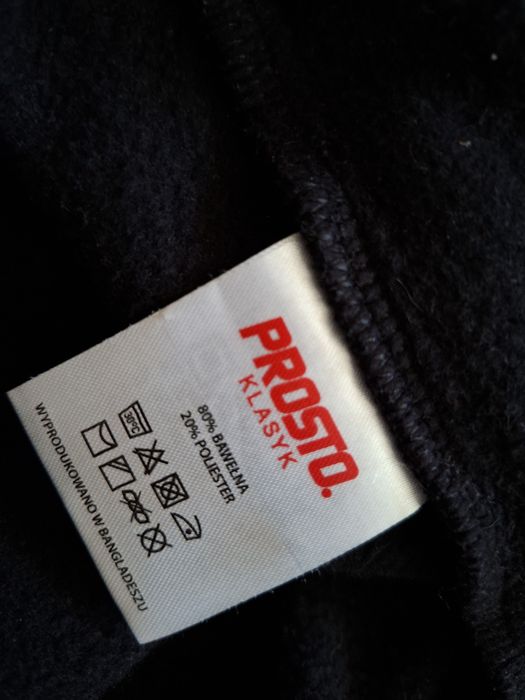 PROSTO.
KLASYK
80% BAWEŁNA
20% POLIESTER
30°C
WYPRODUKOWANO W BANGLADESZU